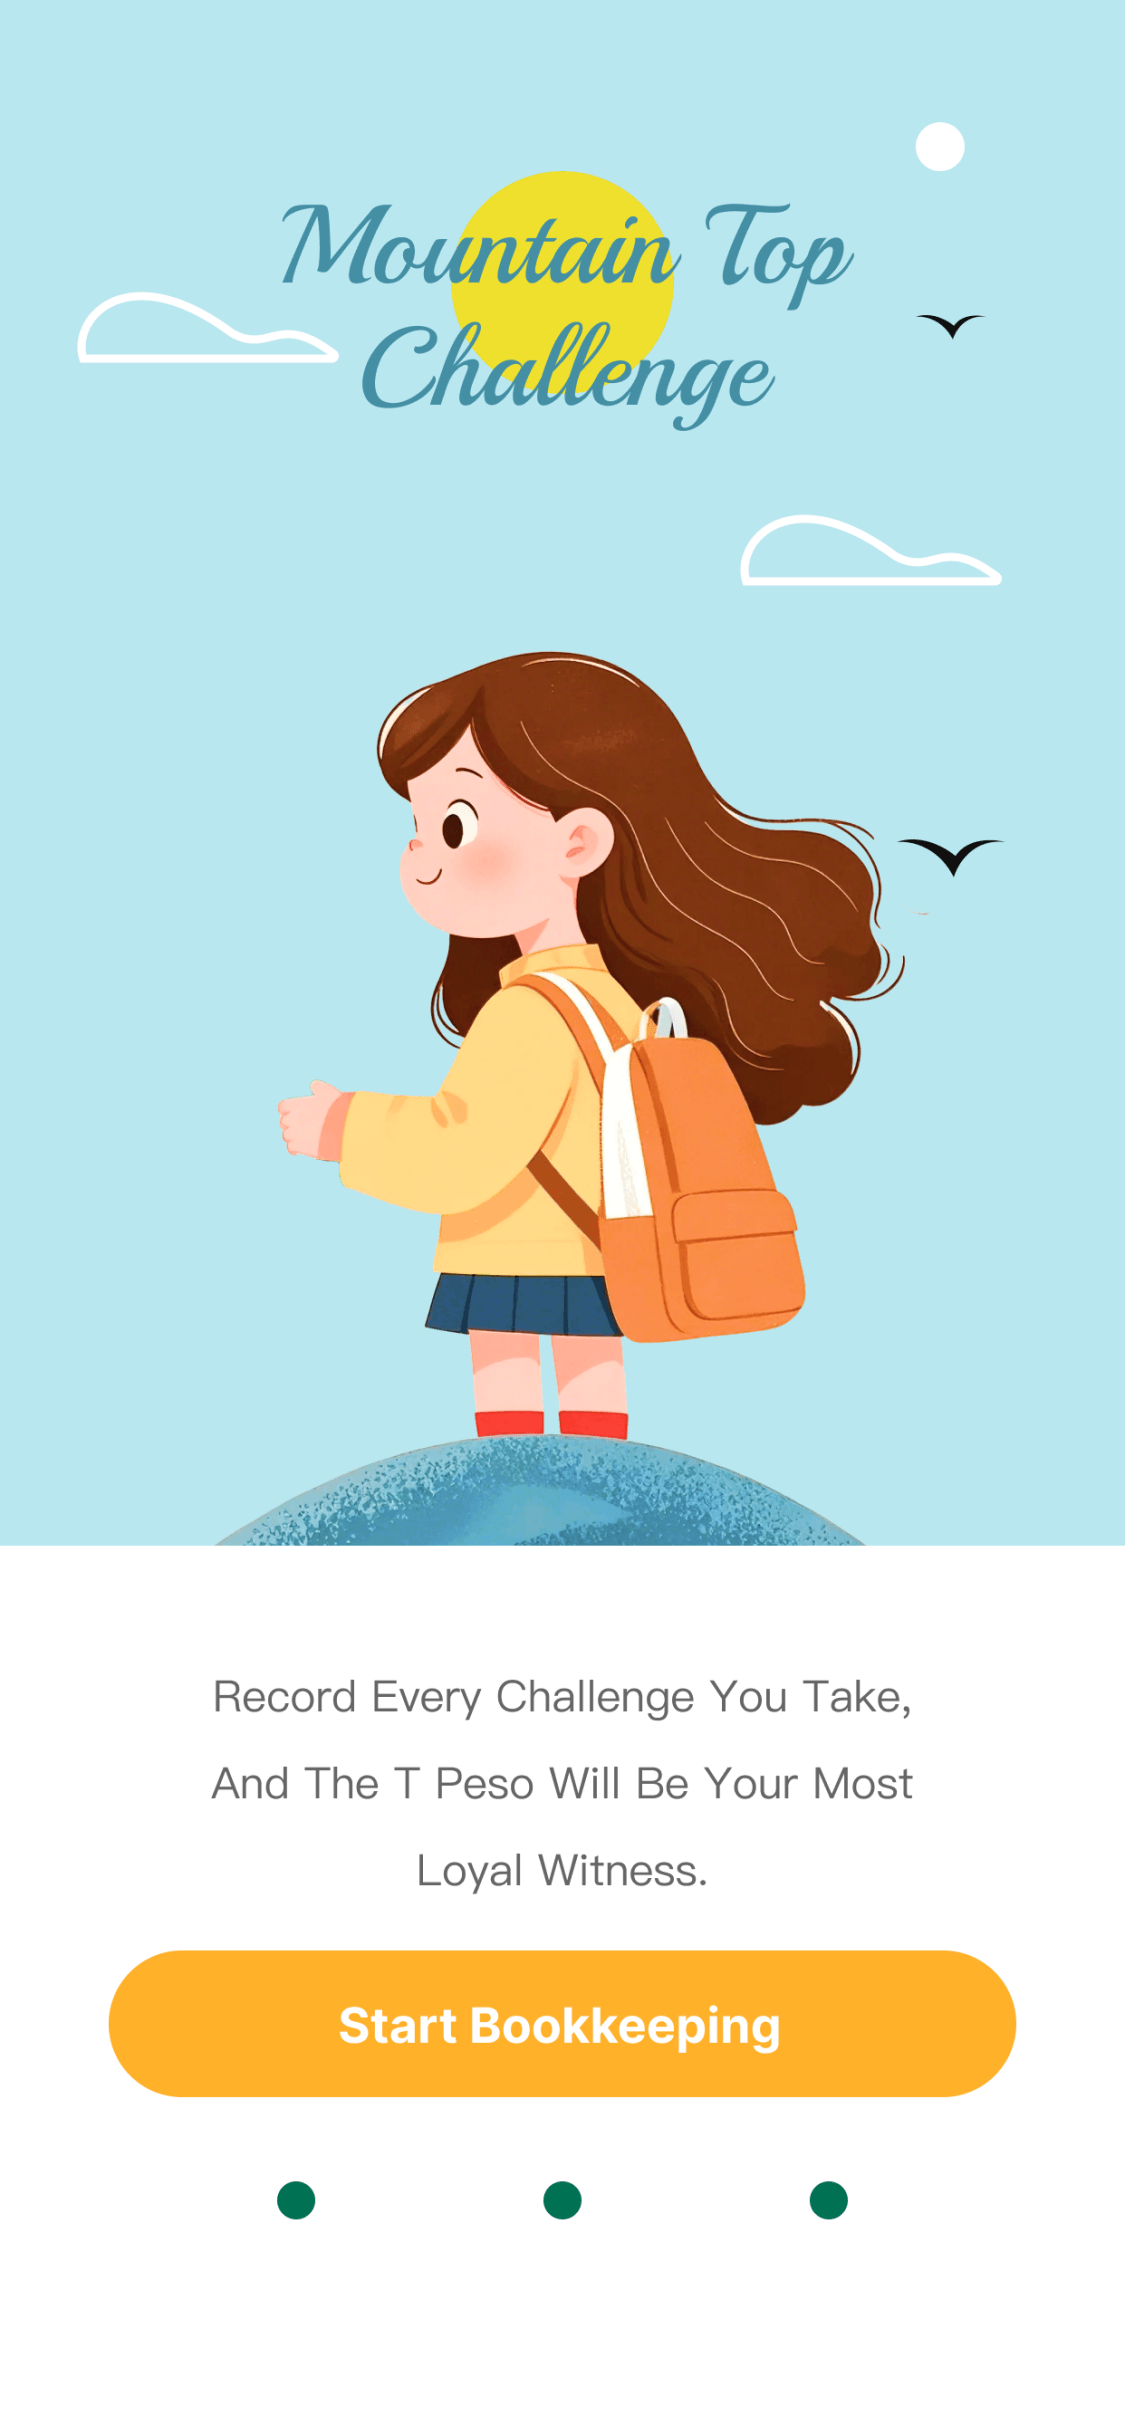 Mountain Top
Challenge
Record Every Challenge You Take,
And The T Peso Will Be Your Most
Loyal Witness.
Start Bookkeeping